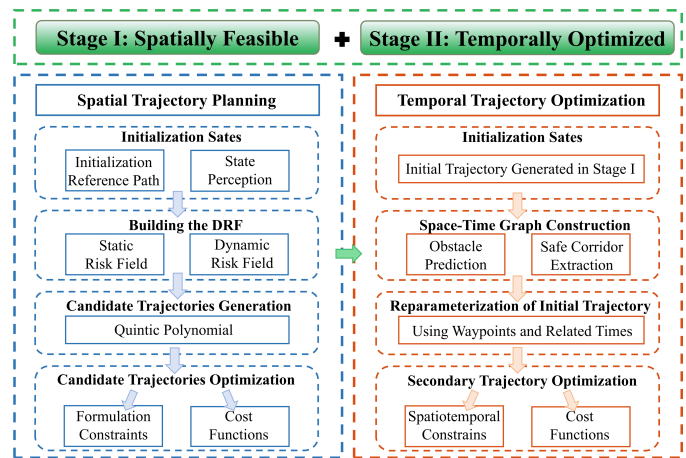 Stage I: Spatially Feasible
+
Stage II: Temporally Optimized
Spatial Trajectory Planning
Initialization Sates
Initialization
Reference Path
State
Perception
Building the DRF
Static
Risk Field
Dynamic
Risk Field
Candidate Trajectories Generation
Quintic Polynomial
Candidate Trajectories Optimization
Formulation
Constraints
Cost
Functions
Temporal Trajectory Optimization
Initialization Sates
Initial Trajectory Generated in Stage I
Space-Time Graph Construction
Obstacle
Prediction
Safe Corridor
Extraction
Reparameterization of Initial Trajectory
Using Waypoints and Related Times
Secondary Trajectory Optimization
Spatiotemporal
Constrains
Cost
Functions